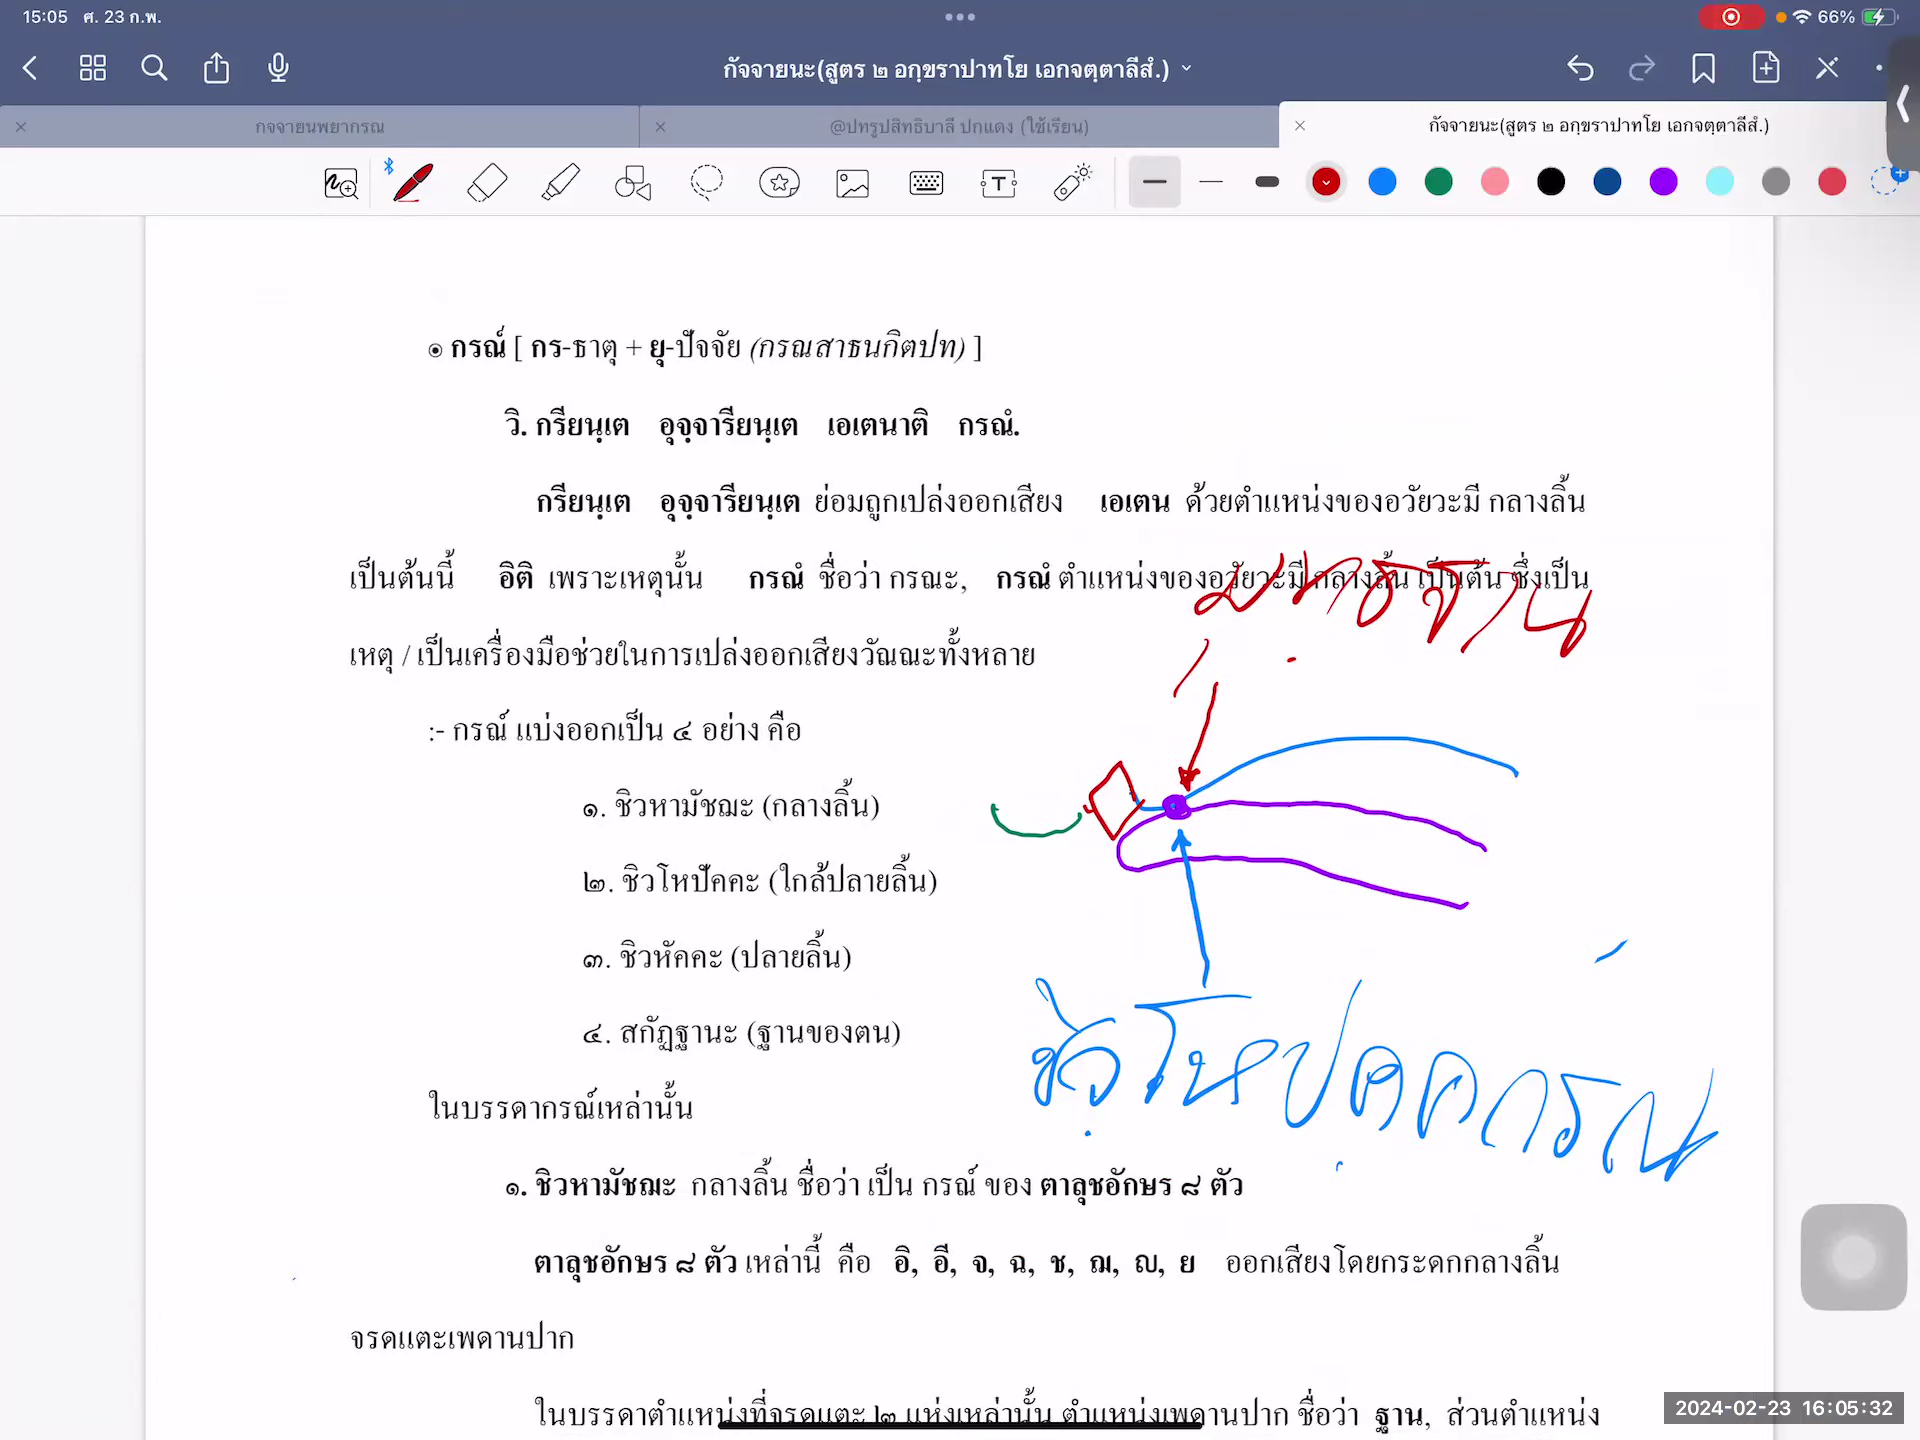 15:05 ศ. 23 ก.พ.
66%
กัจจายนะ(สูตร ๒ อกฺขราปาทโย เอกจตฺตาลีสํ.)
กจจายนพยากรณ
@ปทรูปสิทธิบาลี ปกแดง (ใช้เรียน)
กัจจายนะ(สูตร ๒ อกฺขราปาทโย เอกจตฺตาลีสํ.)
กรณ์ [ กร-ธาตุ + ยุ-ปัจจัย (กรณสาธนกิตปท) ]
วิ. กรียนฺเต อุจฺจารียนฺเต เอเตนาติ กรณํ.
กรียนฺเต อุจฺจารียนฺเต ย่อมถูกเปล่งออกเสียง เอเตน ด้วยตำแหน่งของอวัยวะมี กลางลิ้น
เป็นต้นนี้ อิติ เพราะเหตุนั้น กรณํ ชื่อว่า กรณะ, กรณํ ตำแหน่งของอวัยวะมี กลางลิ้น เป็นต้น ซึ่งเป็น
เหตุ / เป็นเครื่องมือช่วยในการเปล่งออกเสียงวัณณะทั้งหลาย
:- กรณ์ แบ่งออกเป็น ๔ อย่าง คือ
๑. ชิวหามัชฌะ (กลางลิ้น)
๒. ชิวโหปัคคะ (ใกล้ปลายลิ้น)
๓. ชิวหัคคะ (ปลายลิ้น)
๔. สกัฏฐานะ (ฐานของตน)
ชิวฺโหปคฺคกรณ
ในบรรดากรณ์เหล่านั้น
๑. ชิวหามัชฌะ กลางลิ้น ชื่อว่า เป็น กรณ์ ของ ตาลุชอักษร ๘ ตัว
ตาลุชอักษร ๘ ตัว เหล่านี้ คือ อิ, อี, จ, ฉ, ช, ฌ, ญ, ย ออกเสียงโดยกระดกกลางลิ้น
จรดแตะเพดานปาก
ในบรรดาตำแหน่งที่จรดแตะ ๒ แห่งเหล่านั้น ตำแหน่งเพดานปาก ชื่อว่า ฐาน, ส่วนตำแหน่ง
2024-02-23 16:05:32